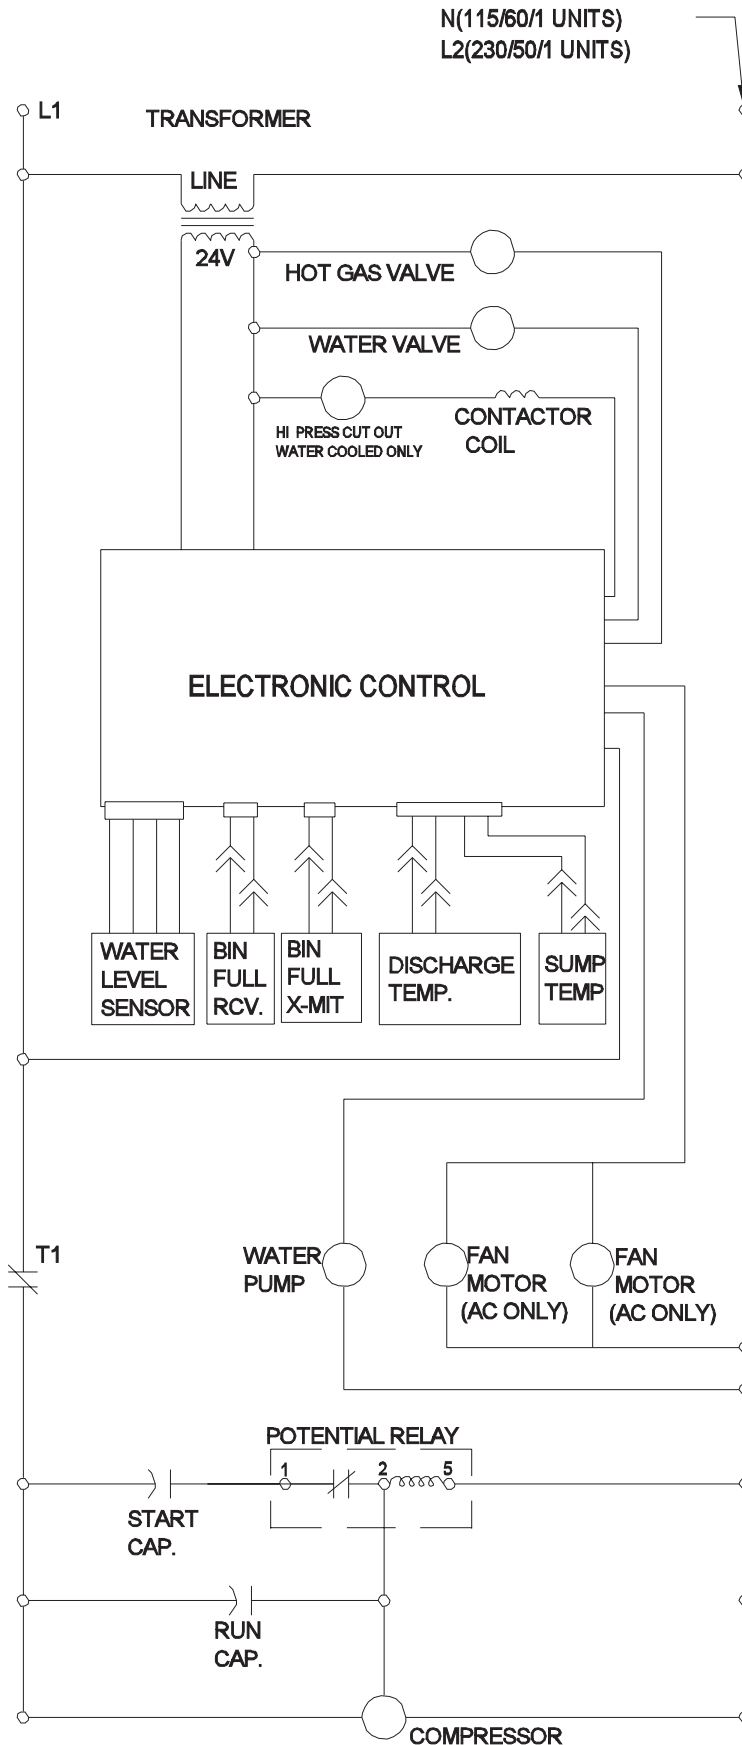 N(115/60/1 UNITS)
L2(230/50/1 UNITS)
L1
TRANSFORMER
LINE
24V
HOT GAS VALVE
WATER VALVE
HI PRESS CUT OUT
WATER COOLED ONLY
CONTACTOR
COIL
ELECTRONIC CONTROL
WATER
LEVEL
SENSOR
BIN
FULL
RCV.
BIN
FULL
X-MIT
DISCHARGE
TEMP.
SUMP
TEMP
T1
WATER
PUMP
FAN
MOTOR
(AC ONLY)
FAN
MOTOR
(AC ONLY)
POTENTIAL RELAY
1
2
5
START
CAP.
RUN
CAP.
COMPRESSOR